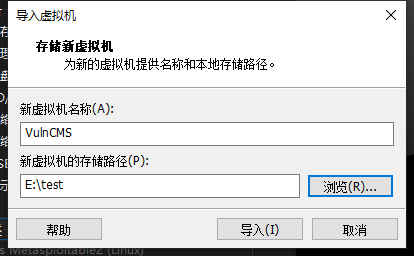 导入虚拟机
存储新虚拟机
为新的虚拟机提供名称和本地存储路径。
新虚拟机名称(A):
VulnCMS
新虚拟机的存储路径(P):
E:\test
浏览(R)...
帮助
导入(I)
取消
Metasploitable2 (Linux)